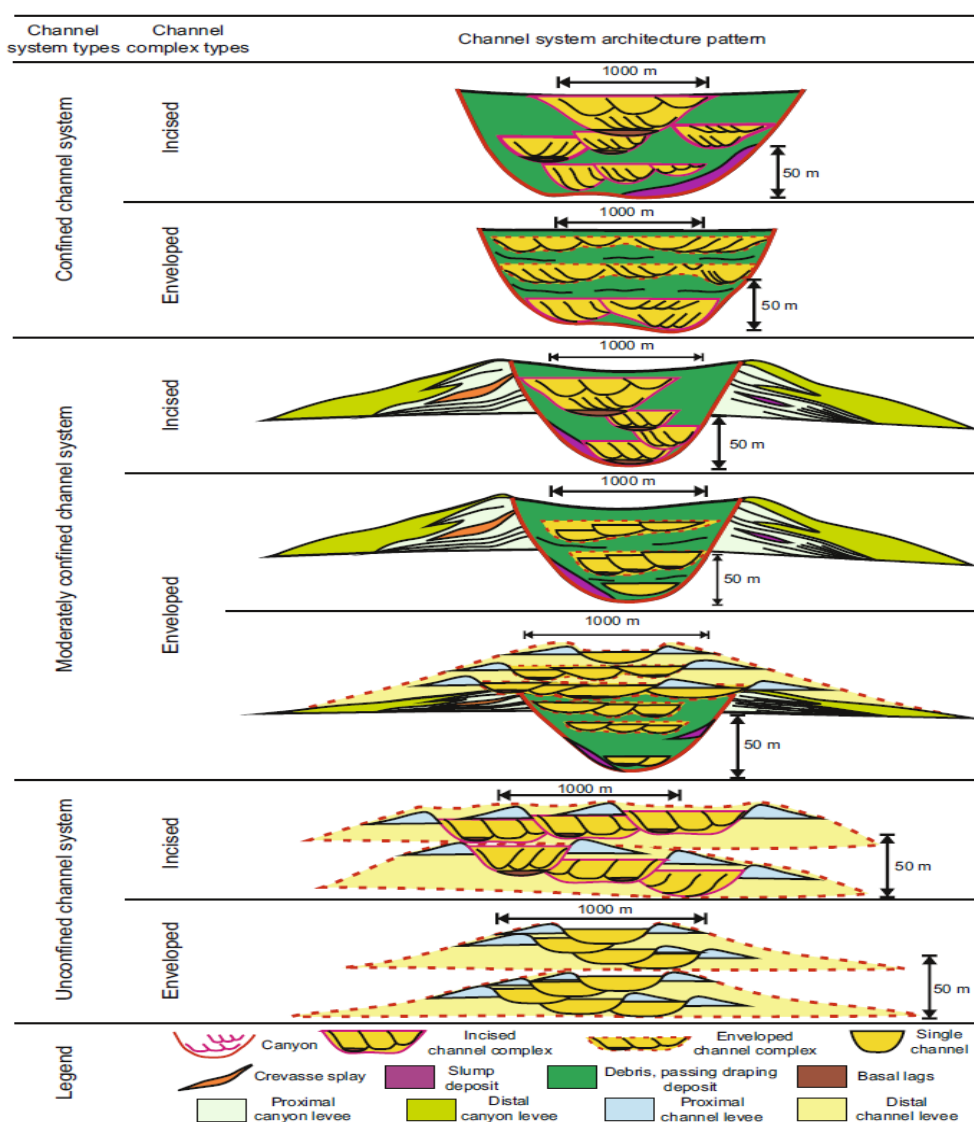 Channel system types
Channel complex types
Channel system architecture pattern
Confined channel system
Incised
1000 m
50 m
Enveloped
1000 m
50 m
Moderately confined channel system
Incised
1000 m
50 m
Enveloped
1000 m
50 m
1000 m
50 m
Unconfined channel system
Incised
1000 m
50 m
Enveloped
1000 m
50 m
Legend
Canyon
Incised
channel complex
Enveloped
channel complex
Single
channel
Crevasse splay
Slump
deposit
Debris, passing draping
deposit
Basal lags
Proximal
canyon levee
Distal
canyon levee
Proximal
channel levee
Distal
channel levee